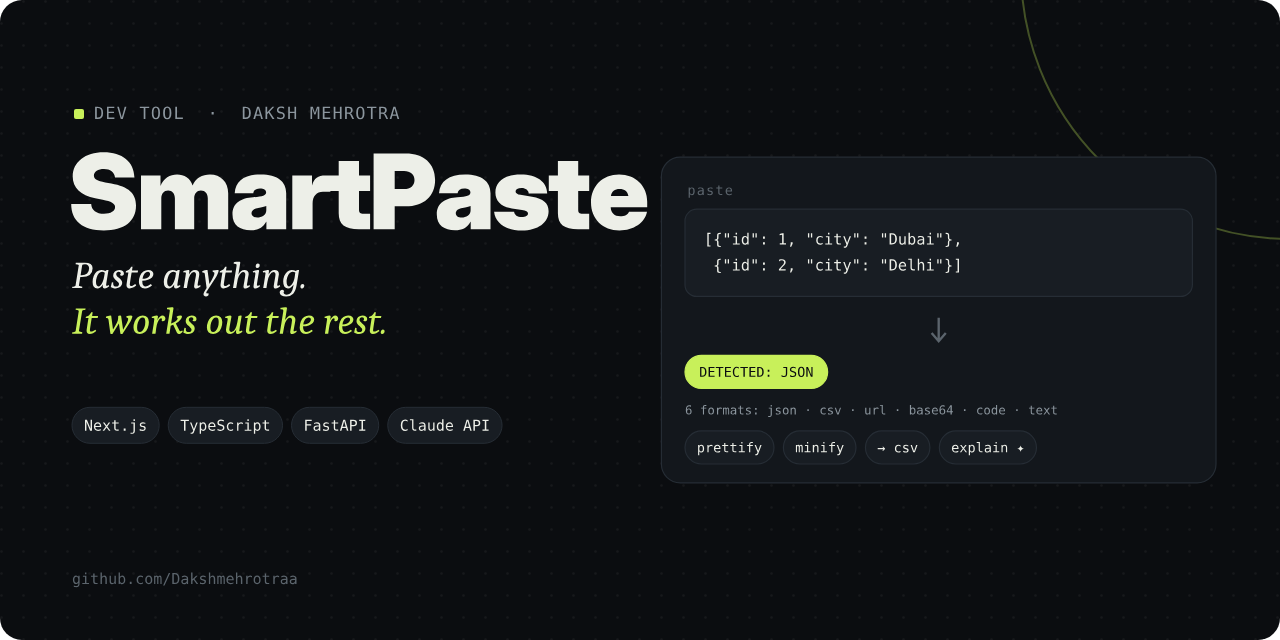 DEV TOOL · DAKSH MEHROTRA
SmartPaste
Paste anything.
It works out the rest.
Next.js TypeScript FastAPI Claude API
github.com/Dakshmehrotraa
paste
[{"id": 1, "city": "Dubai"},
{"id": 2, "city": "Delhi"}]
↓
DETECTED: JSON
6 formats: json · csv · url · base64 · code · text
prettify minify → csv explain ✦